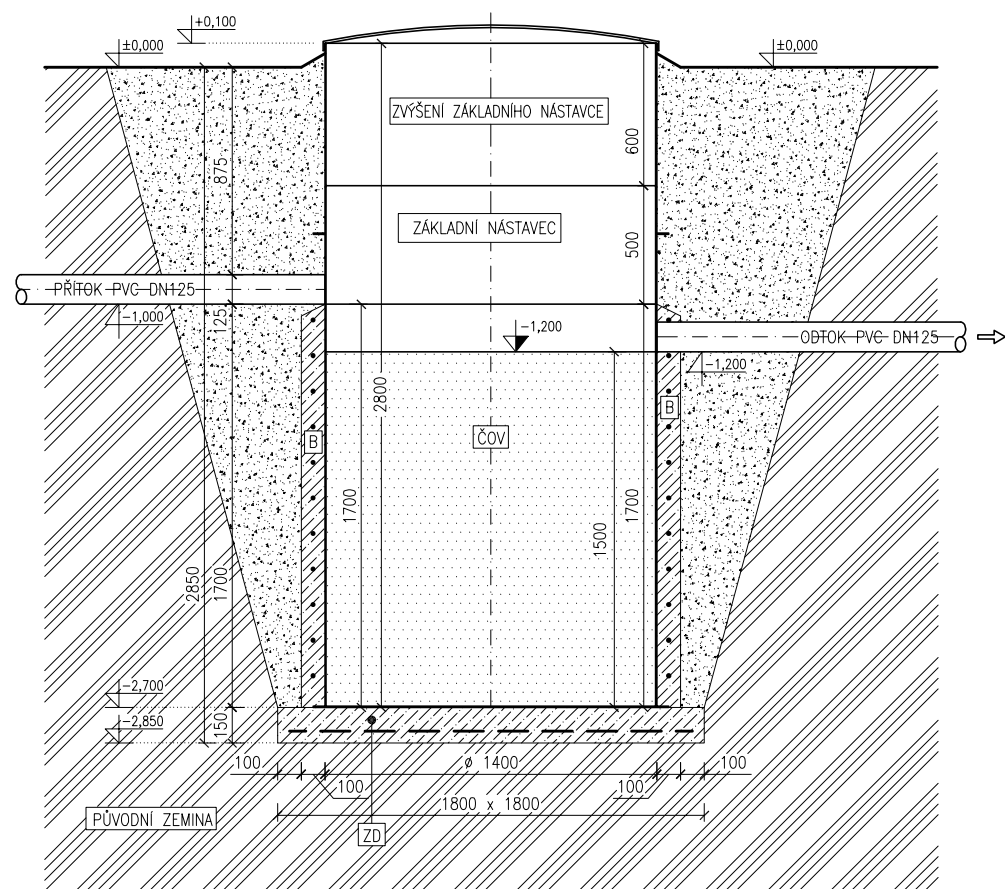 +0,100
±0,000
±0,000
ZVÝŠENÍ ZÁKLADNÍHO NÁSTAVCE
600
875
ZÁKLADNÍ NÁSTAVEC
500
PŘÍTOK PVC DN125
125
-1,000
-1,200
ODTOK PVC DN125
-1,200
2800
B
B
ČOV
1700
1700
1500
2850
1700
-2,700
-2,850
150
100
ø 1400
100
100
100
1800 x 1800
PŮVODNÍ ZEMINA
ZD